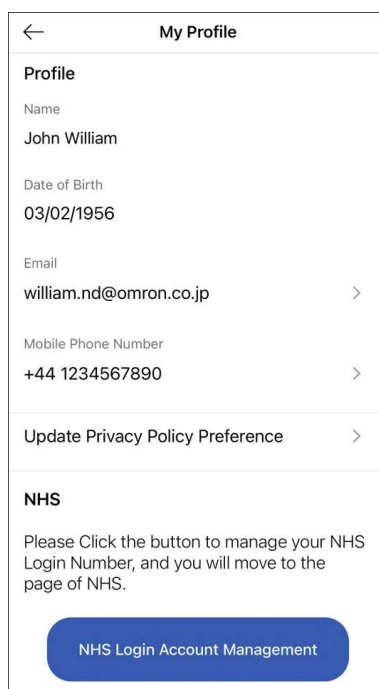 My Profile
Profile
Name
John William
Date of Birth
03/02/1956
Email
william.nd@omron.co.jp
Mobile Phone Number
+44 1234567890
Update Privacy Policy Preference
NHS
Please Click the button to manage your NHS
Login Number, and you will move to the
page of NHS.
NHS Login Account Management